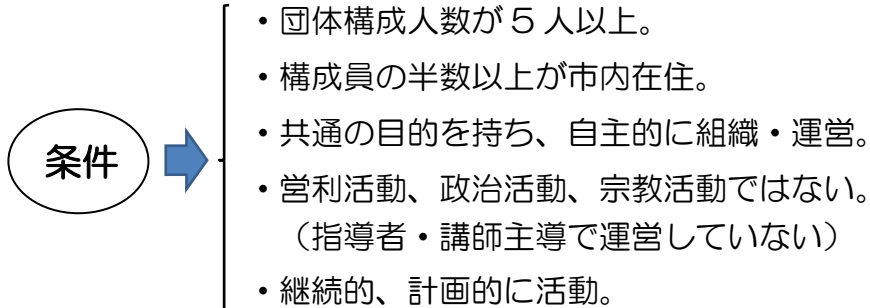 条件
・団体構成人数が5人以上。
・構成員の半数以上が市内在住。
・共通の目的を持ち、自主的に組織・運営。
・営利活動、政治活動、宗教活動ではない。
（指導者・講師主導で運営していない）
・継続的、計画的に活動。